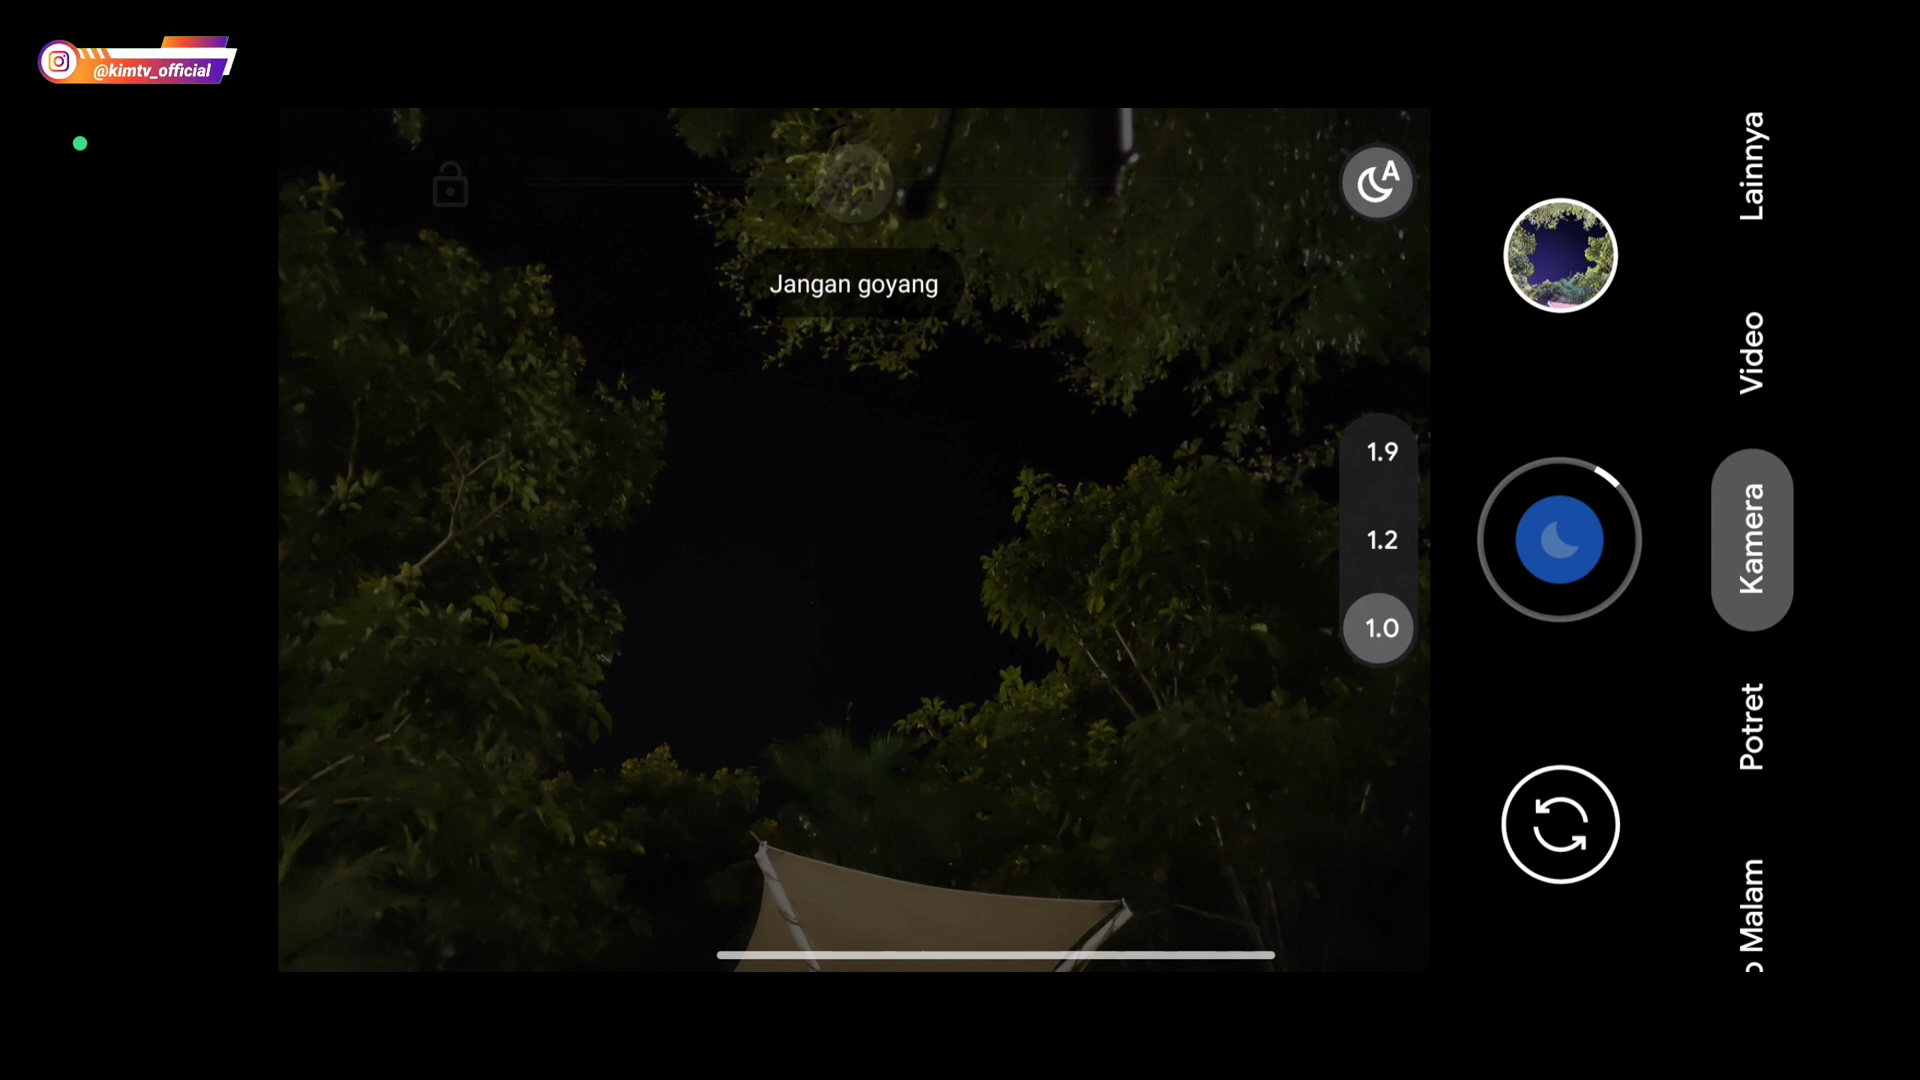 @kimtv_official
A
Jangan goyang
1.9
1.2
1.0
Lainnya
Video
Kamera
Potret
o Malam